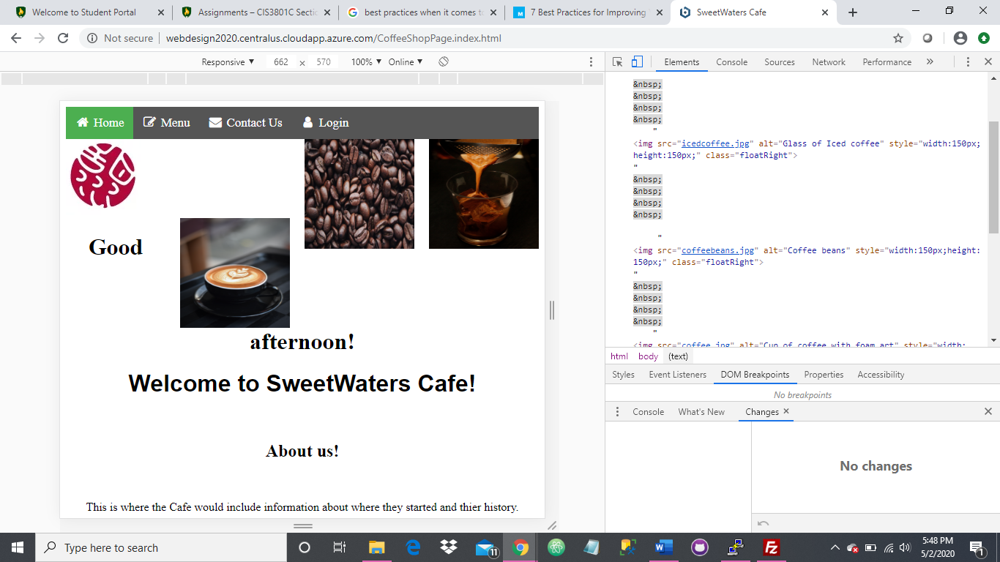 Welcome to Student Portal
Assignments – CIS3801C Secti
best practices when it comes to
7 Best Practices for Improving
SweetWaters Cafe
Not secure | webdesign2020.centralus.cloudapp.azure.com/CoffeeShopPage.index.html
Responsive ▼ 662 × 570 100% ▼ Online ▼
Elements Console Sources Network Performance »
Home Menu Contact Us Login
Good
afternoon!
Welcome to SweetWaters Cafe!
About us!
This is where the Cafe would include information about where they started and thier history.
&nbsp;
&nbsp;
&nbsp;
&nbsp;
"
<img src="icedcoffee.jpg" alt="Glass of Iced coffee" style="width:150px;
height:150px;" class="floatRight">
"
&nbsp;
&nbsp;
&nbsp;
&nbsp;
"
<img src="coffeebeans.jpg" alt="Coffee beans" style="width:150px;height:
150px;" class="floatRight">
"
&nbsp;
&nbsp;
&nbsp;
&nbsp;
"
<img src="coffee.jpg" alt="Cup of coffee with foam art" style="width:
html body (text)
Styles Event Listeners DOM Breakpoints Properties Accessibility
No breakpoints
Console What's New Changes ×
No changes
Type here to search
11
5:48 PM
5/2/2020
1